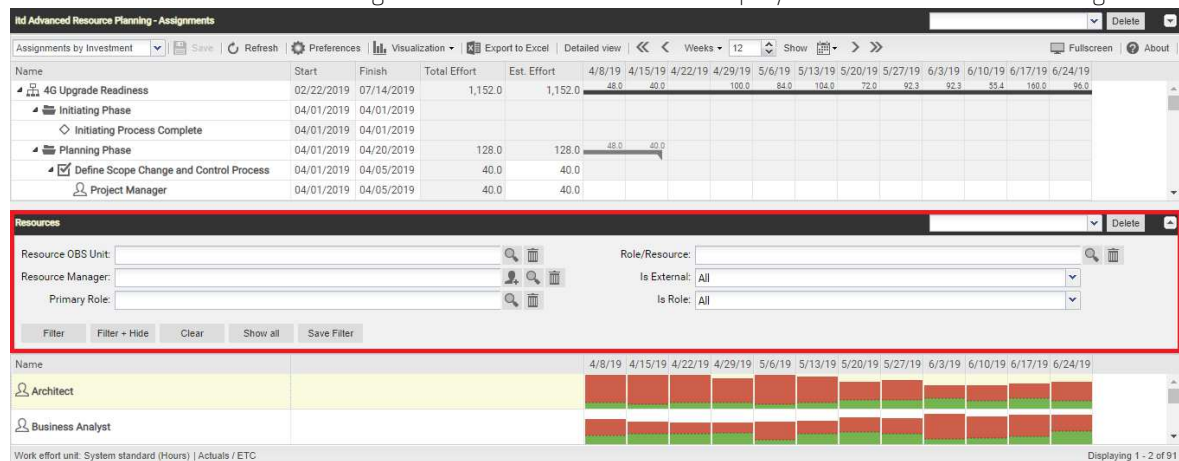 itd Advanced Resource Planning - Assignments Delete
Assignments by Investment Save Refresh Preferences Visualization Export to Excel Detailed view Weeks 12 Show Fullscreen About
Name Start Finish Total Effort Est. Effort 4/8/19 4/15/19 4/22/19 4/29/19 5/6/19 5/13/19 5/20/19 5/27/19 6/3/19 6/10/19 6/17/19 6/24/19
4G Upgrade Readiness 02/22/2019 07/14/2019 1,152.0 1,152.0 48.0 40.0 100.0 84.0 104.0 72.0 92.3 92.3 55.4 160.0 96.0
Initiating Phase 04/01/2019 04/01/2019
Initiating Process Complete 04/01/2019 04/01/2019
Planning Phase 04/01/2019 04/20/2019 128.0 128.0 48.0 40.0
Define Scope Change and Control Process 04/01/2019 04/05/2019 40.0 40.0
Project Manager 04/01/2019 04/05/2019 40.0 40.0
Resources Delete
Resource OBS Unit: Role/Resource:
Resource Manager: Is External: All
Primary Role: Is Role: All
Filter Filter + Hide Clear Show all Save Filter
Name 4/8/19 4/15/19 4/22/19 4/29/19 5/6/19 5/13/19 5/20/19 5/27/19 6/3/19 6/10/19 6/17/19 6/24/19
Architect
Business Analyst
Work effort unit: System standard (Hours) | Actuals / ETC Displaying 1 - 2 of 91